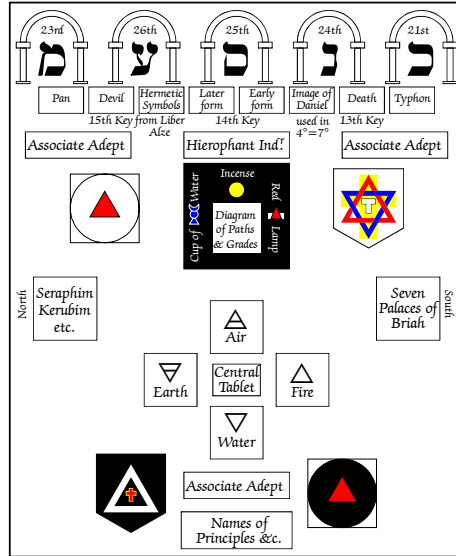 23rd 26th 25th 24th 21st
מ ע ס נ כ
Pan Devil Hermetic Symbols Later form Early form Image of Daniel Death Typhon
15th Key from Liber Alze 14th Key used in 4°=7° 13th Key
Associate Adept Hierophant Ind.r Associate Adept
Incense
Cup of Water
Red Lamp
Diagram
of Paths
& Grades
T
North
Seraphim
Kerubim
etc.
Seven
Palaces of
Briah
South
Air
Earth
Central
Tablet
Fire
Water
Associate Adept
Names of
Principles &c.